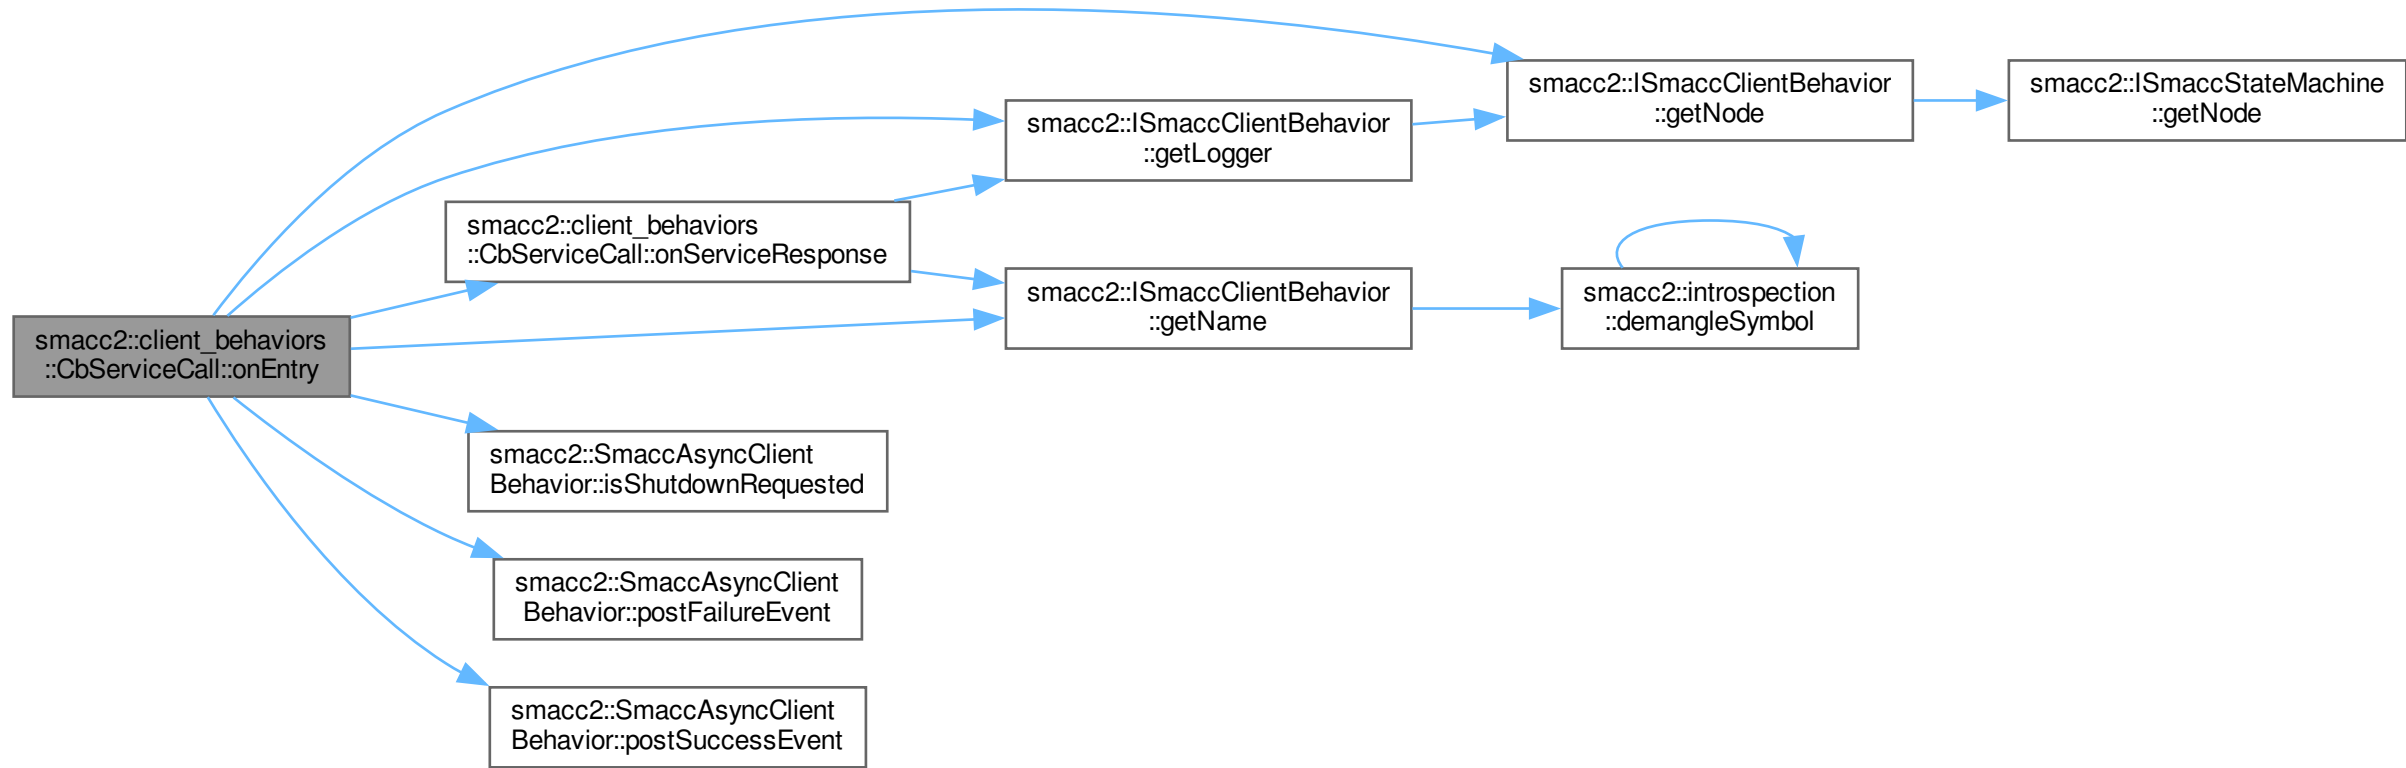 smacc2::client_behaviors
::CbServiceCall::onEntry
smacc2::client_behaviors
::CbServiceCall::onServiceResponse
smacc2::SmaccAsyncClient
Behavior::isShutdownRequested
smacc2::SmaccAsyncClient
Behavior::postFailureEvent
smacc2::SmaccAsyncClient
Behavior::postSuccessEvent
smacc2::ISmaccClientBehavior
::getLogger
smacc2::ISmaccClientBehavior
::getName
smacc2::ISmaccClientBehavior
::getNode
smacc2::introspection
::demangleSymbol
smacc2::ISmaccStateMachine
::getNode